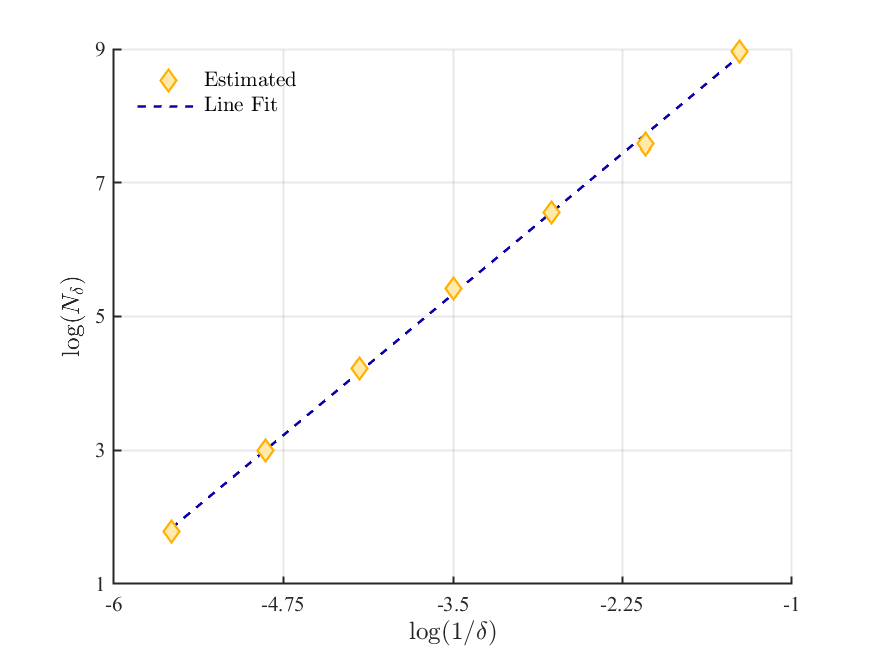 Estimated
Line Fit
9
7
5
3
1
log(N_δ)
-6 -4.75 -3.5 -2.25 -1
log(1/δ)